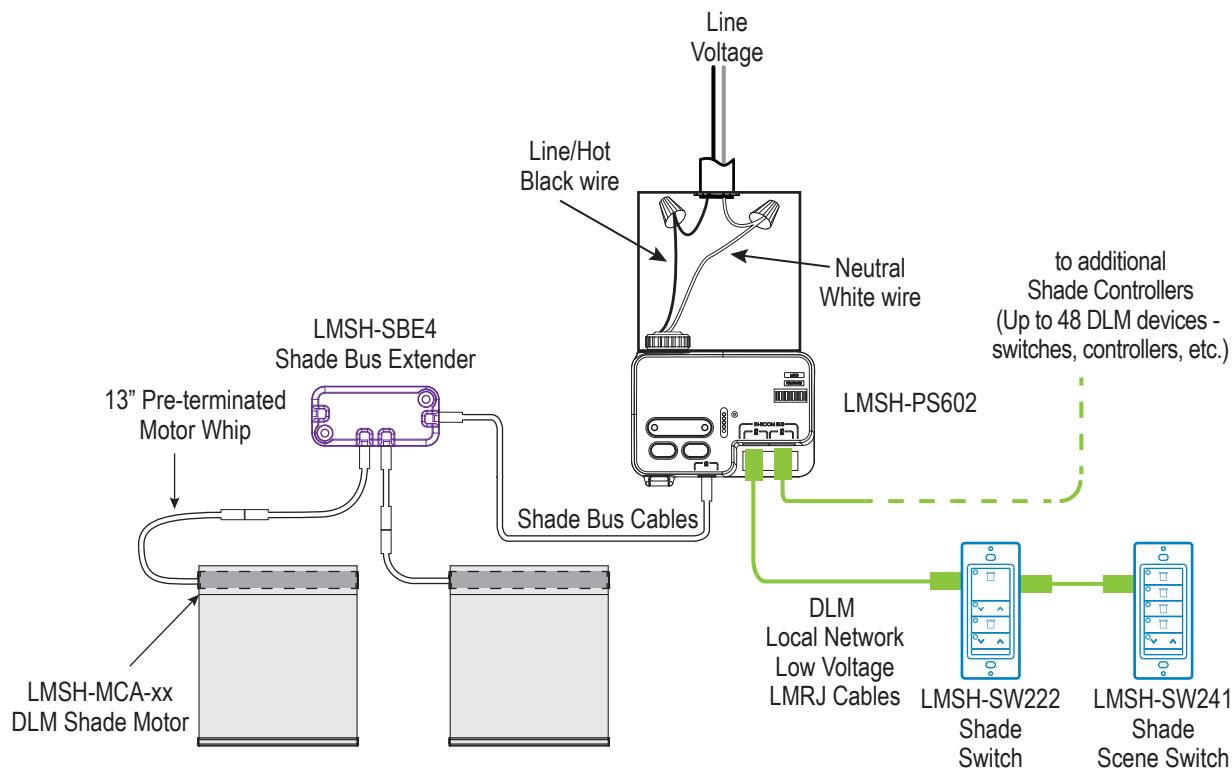 Line
Voltage
Line/Hot
Black wire
Neutral
White wire
to additional
Shade Controllers
(Up to 48 DLM devices -
switches, controllers, etc.)
LMSH-SBE4
Shade Bus Extender
13” Pre-terminated
Motor Whip
LMSH-PS602
IN-ROOM BUS
Shade Bus Cables
DLM
Local Network
Low Voltage
LMRJ Cables
LMSH-MCA-xx
DLM Shade Motor
LMSH-SW222
Shade
Switch
LMSH-SW241
Shade
Scene Switch